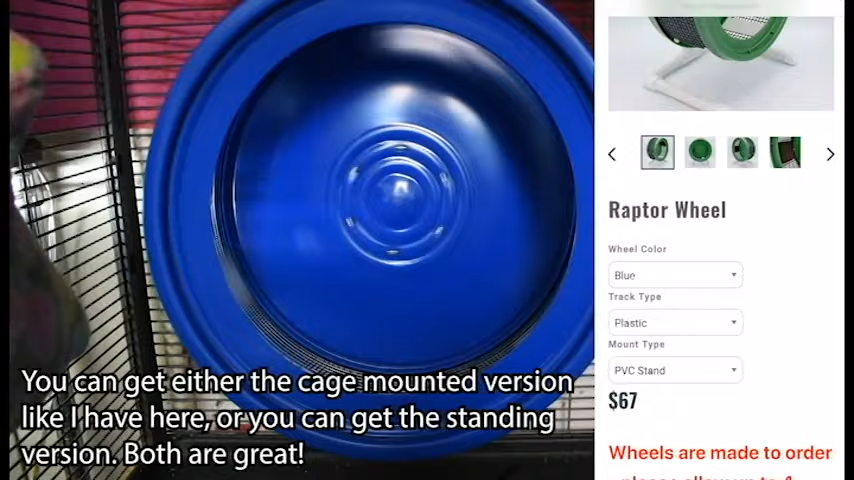 You can get either the cage mounted version
like I have here, or you can get the standing
version. Both are great!
Raptor Wheel
Wheel Color
Blue
Track Type
Plastic
Mount Type
PVC Stand
$67
Wheels are made to order